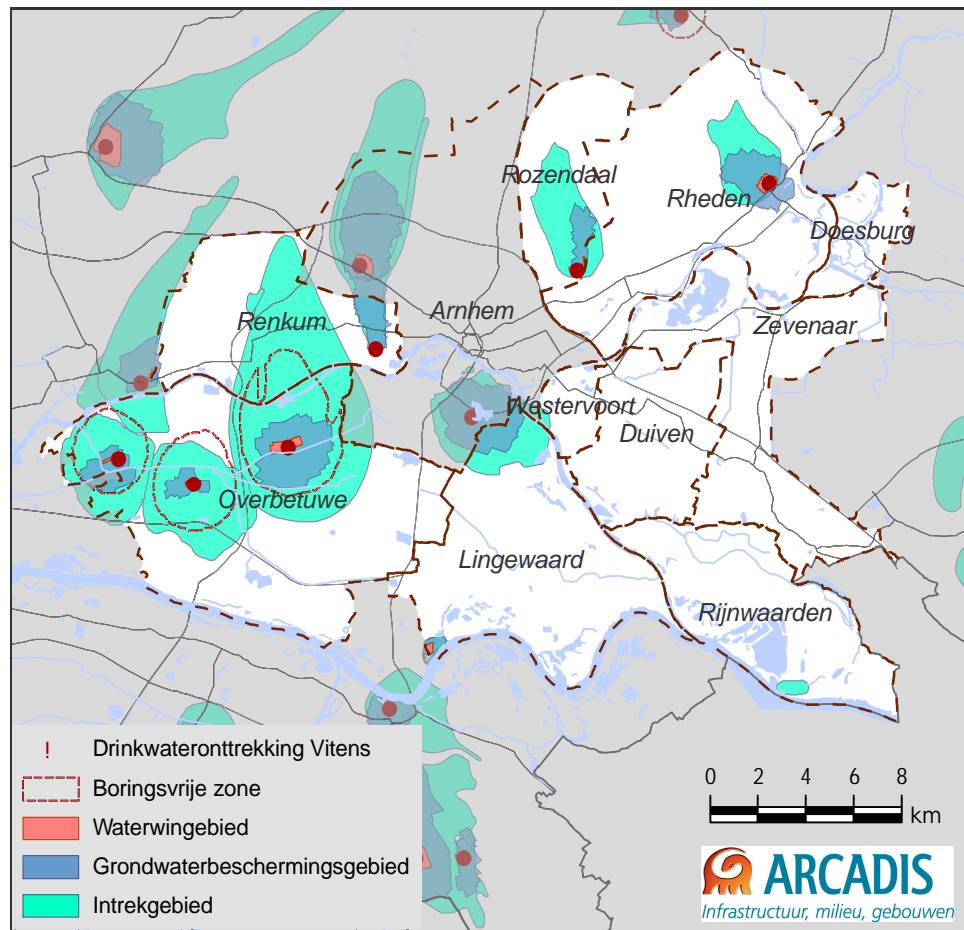 Rozendaal
Rheden
Doesburg
Renkum
Arnhem
Zevenaar
Westervoort
Duiven
Overbetuwe
Lingewaard
Rijnwaarden
! Drinkwateronttrekking Vitens
Boringsvrije zone
Waterwingebied
Grondwaterbeschermingsgebied
Intrekgebied
0 2 4 6 8
km
ARCADIS
Infrastructuur, milieu, gebouwen